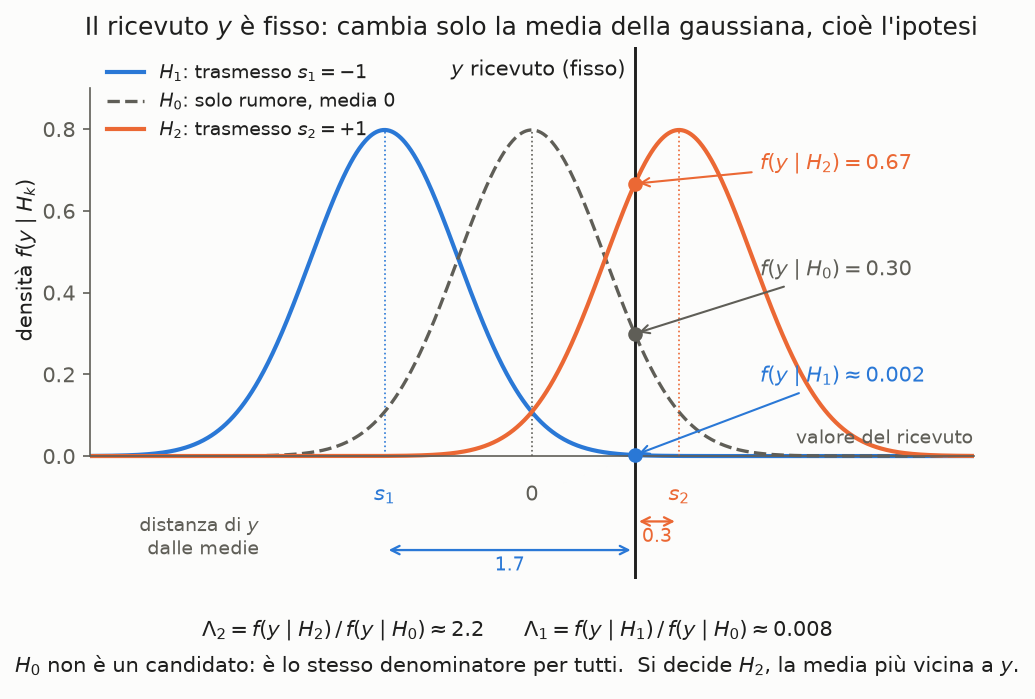 Il ricevuto y è fisso: cambia solo la media della gaussiana, cioè l'ipotesi
y ricevuto (fisso)
H₁: trasmesso s₁ = −1
H₀: solo rumore, media 0
H₂: trasmesso s₂ = +1
densità f(y | Hₖ)
0.8
0.6
0.4
0.2
0.0
f(y | H₂) = 0.67
f(y | H₀) = 0.30
f(y | H₁) ≈ 0.002
valore del ricevuto
s₁
0
s₂
distanza di y
dalle medie
0.3
1.7
Λ₂ = f(y | H₂) / f(y | H₀) ≈ 2.2 Λ₁ = f(y | H₁) / f(y | H₀) ≈ 0.008
H₀ non è un candidato: è lo stesso denominatore per tutti. Si decide H₂, la media più vicina a y.